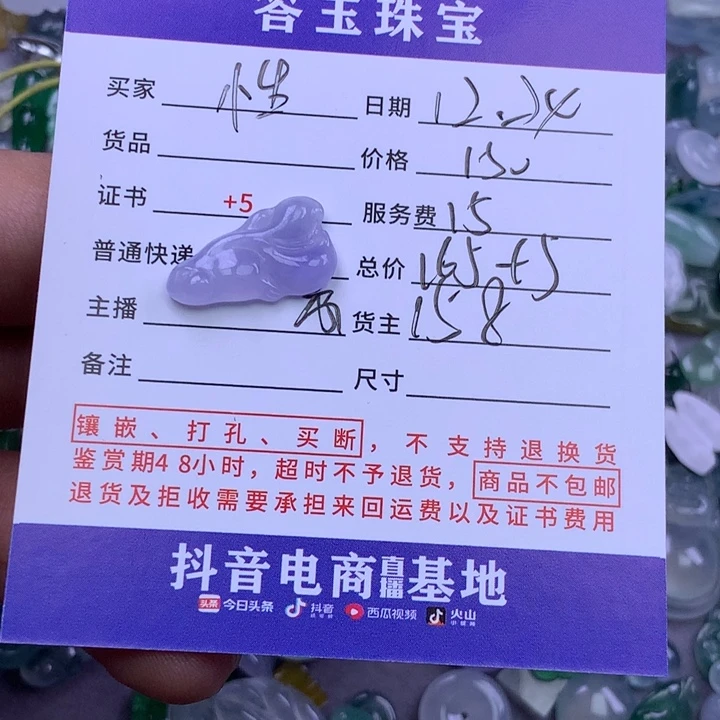 答玉珠宝
买家 小生 日期 12.24
货品 价格 150
证书 +5 服务费 15
普通快递 总价 165+5
主播 货主 158
备注 尺寸
镶嵌、打孔、买断，不支持退换货
鉴赏期48小时，超时不予退货，商品不包邮
退货及拒收需要承担来回运费以及证书费用
抖音电商直播基地
头条 今日头条 抖音 西瓜视频 火山